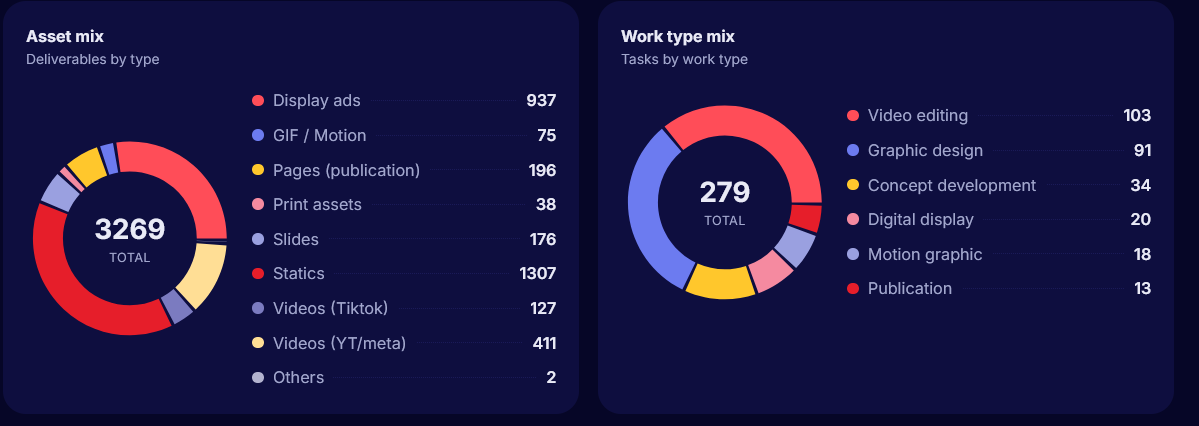 Asset mix
Deliverables by type
Display ads 937
GIF / Motion 75
Pages (publication) 196
Print assets 38
Slides 176
Statics 1307
Videos (Tiktok) 127
Videos (YT/meta) 411
Others 2
3269
TOTAL
Work type mix
Tasks by work type
Video editing 103
Graphic design 91
Concept development 34
Digital display 20
Motion graphic 18
Publication 13
279
TOTAL